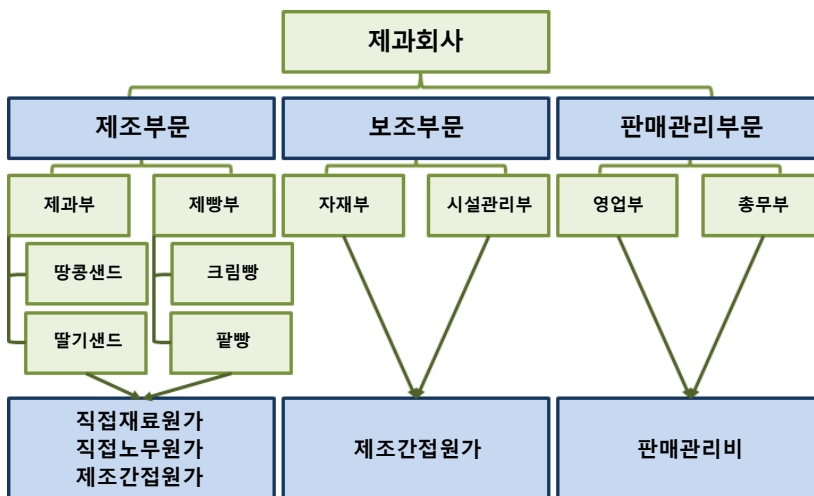 제과회사
제조부문
보조부문
판매관리부문
제과부
제빵부
자재부
시설관리부
영업부
총무부
땅콩샌드
크림빵
딸기샌드
팥빵
직접재료원가
직접노무원가
제조간접원가
제조간접원가
판매관리비